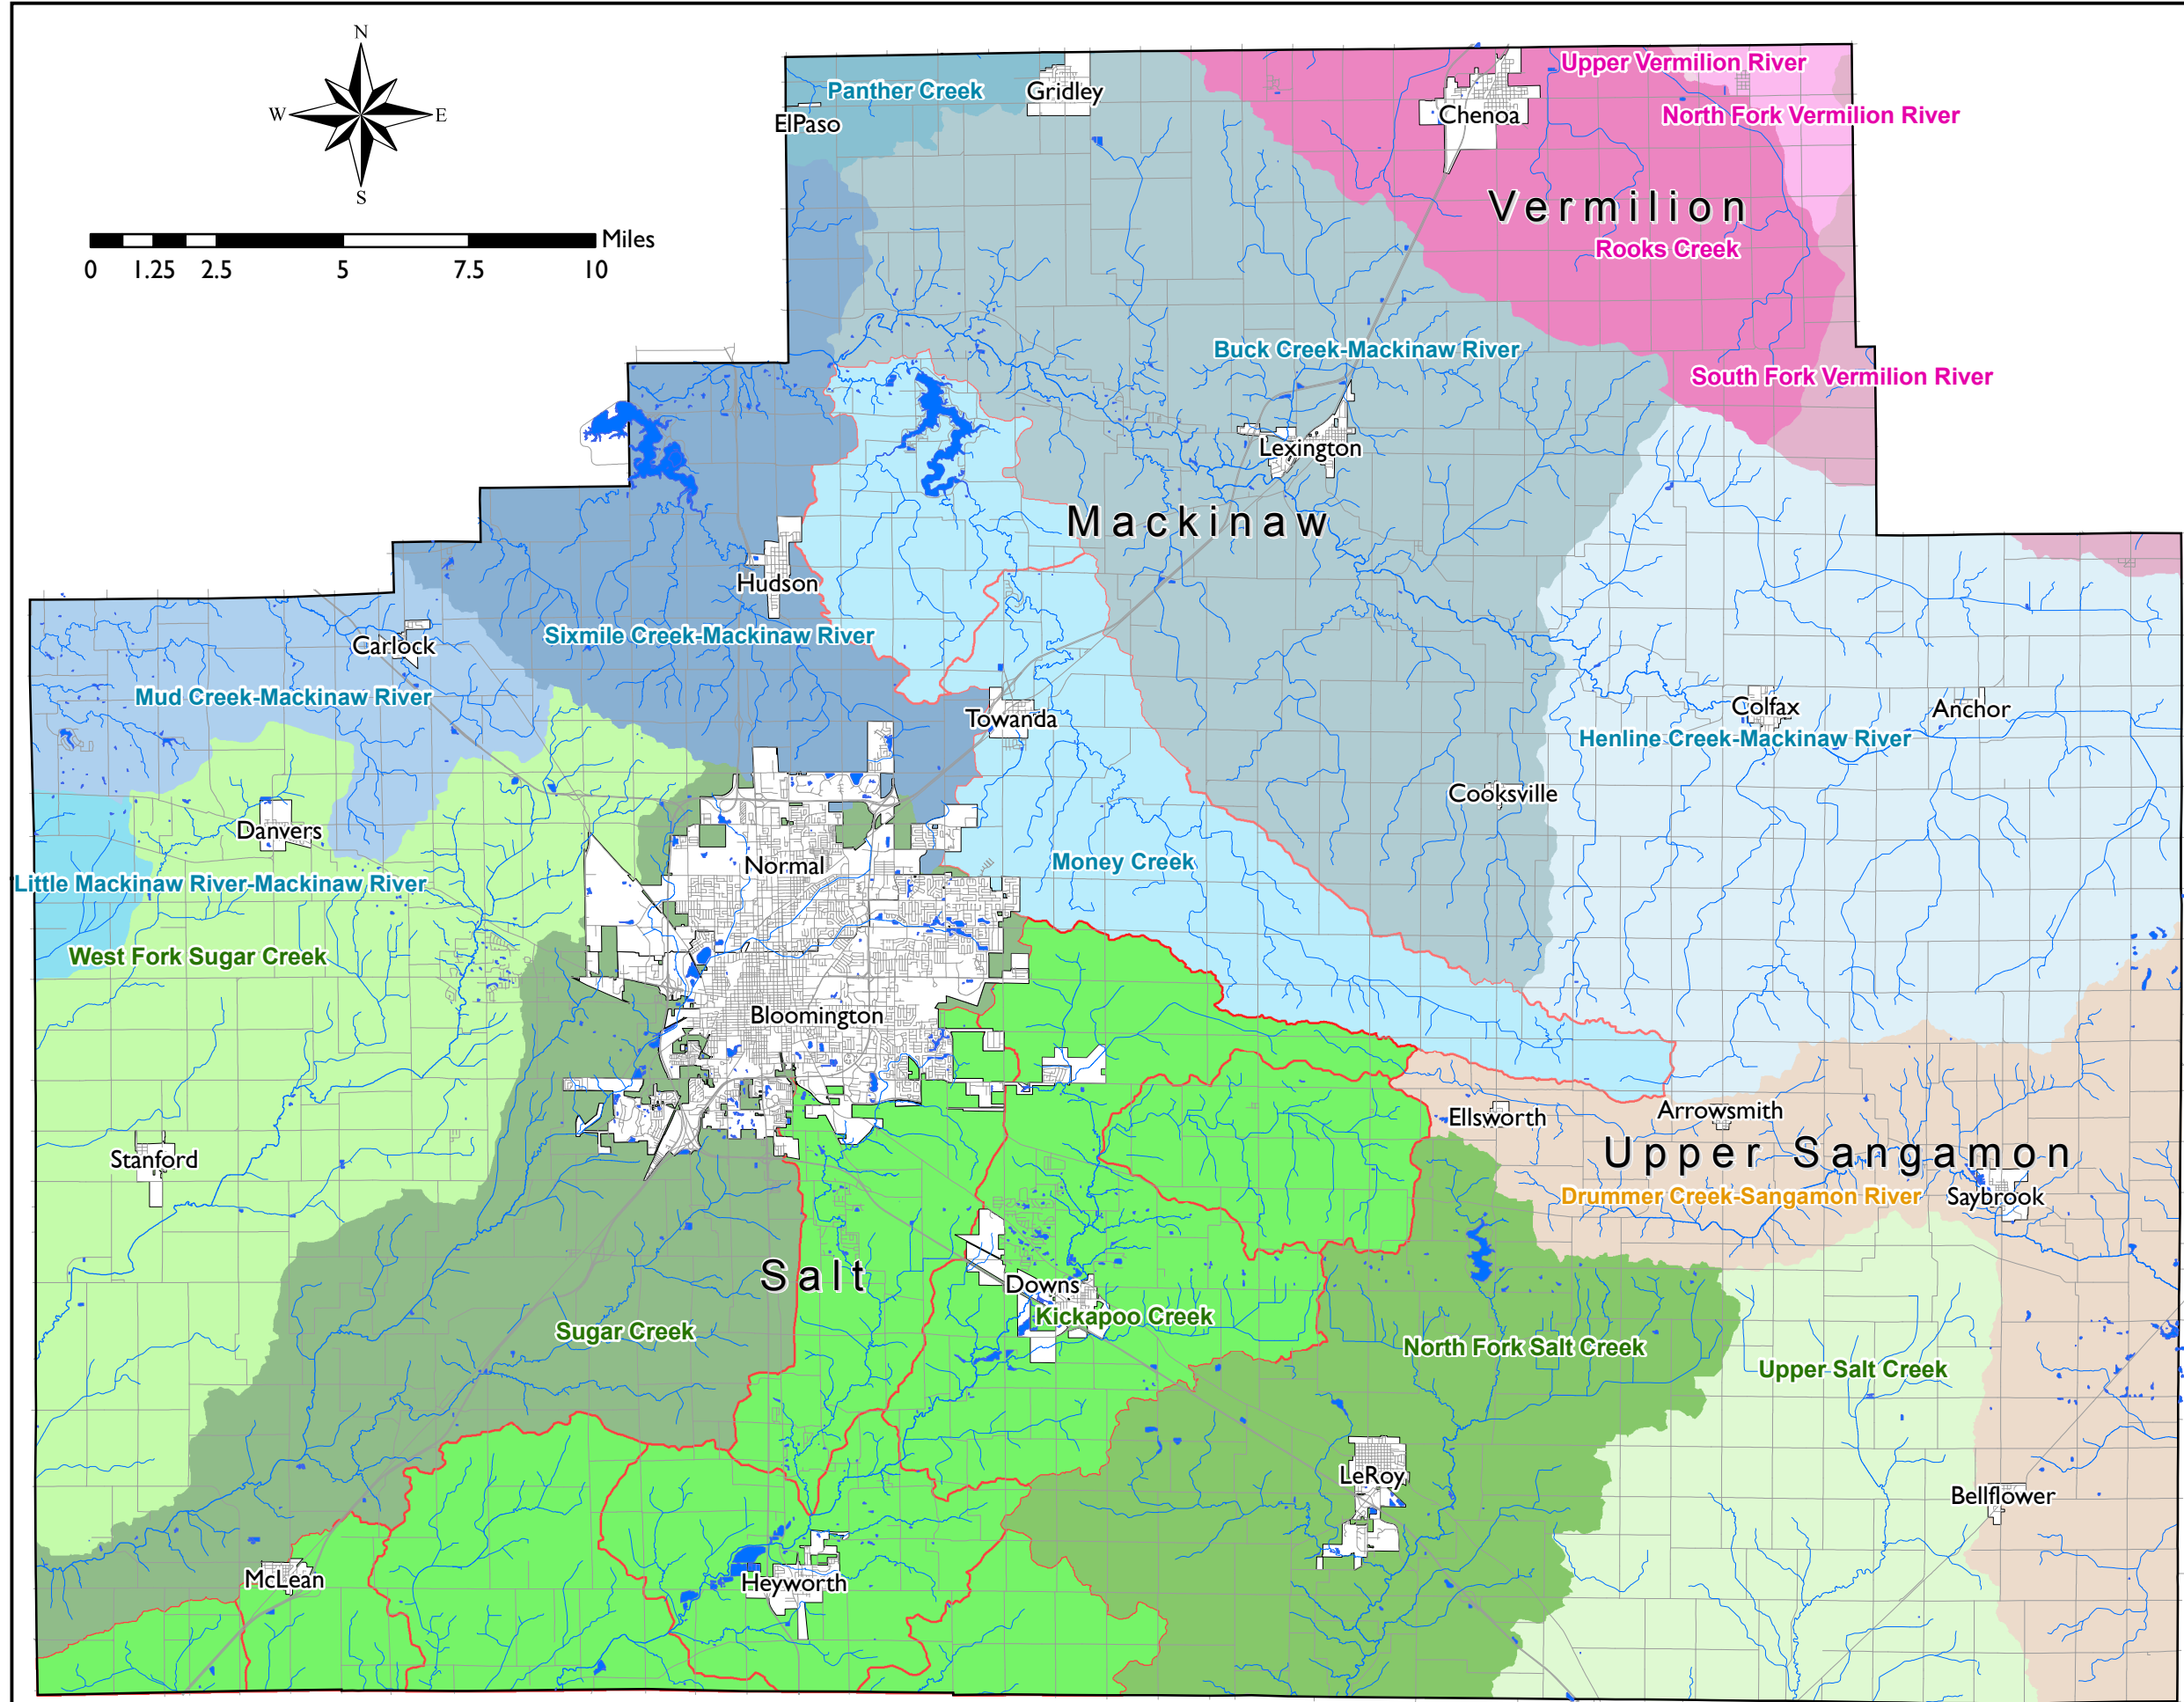 N
Upper Vermilion River
Panther Creek
Gridley
W
E
Chenoa
North Fork Vermilion River
ElPaso
S
Vermilion
Miles
Rooks Creek
0 1.25 2.5 5 7.5 10
Buck Creek-Mackinaw River
South Fork Vermilion River
Lexington
Mackinaw
Hudson
Sixmile Creek-Mackinaw River
Carlock
Mud Creek-Mackinaw River
Colfax
Anchor
Towanda
Henline Creek-Mackinaw River
Cooksville
Danvers
Normal
Money Creek
Little Mackinaw River-Mackinaw River
West Fork Sugar Creek
Bloomington
Arrowsmith
Ellsworth
Upper Sangamon
Stanford
Drummer Creek-Sangamon River
Saybrook
Salt
Downs
Kickapoo Creek
Sugar Creek
North Fork Salt Creek
Upper Salt Creek
LeRoy
Bellflower
McLean
Heyworth